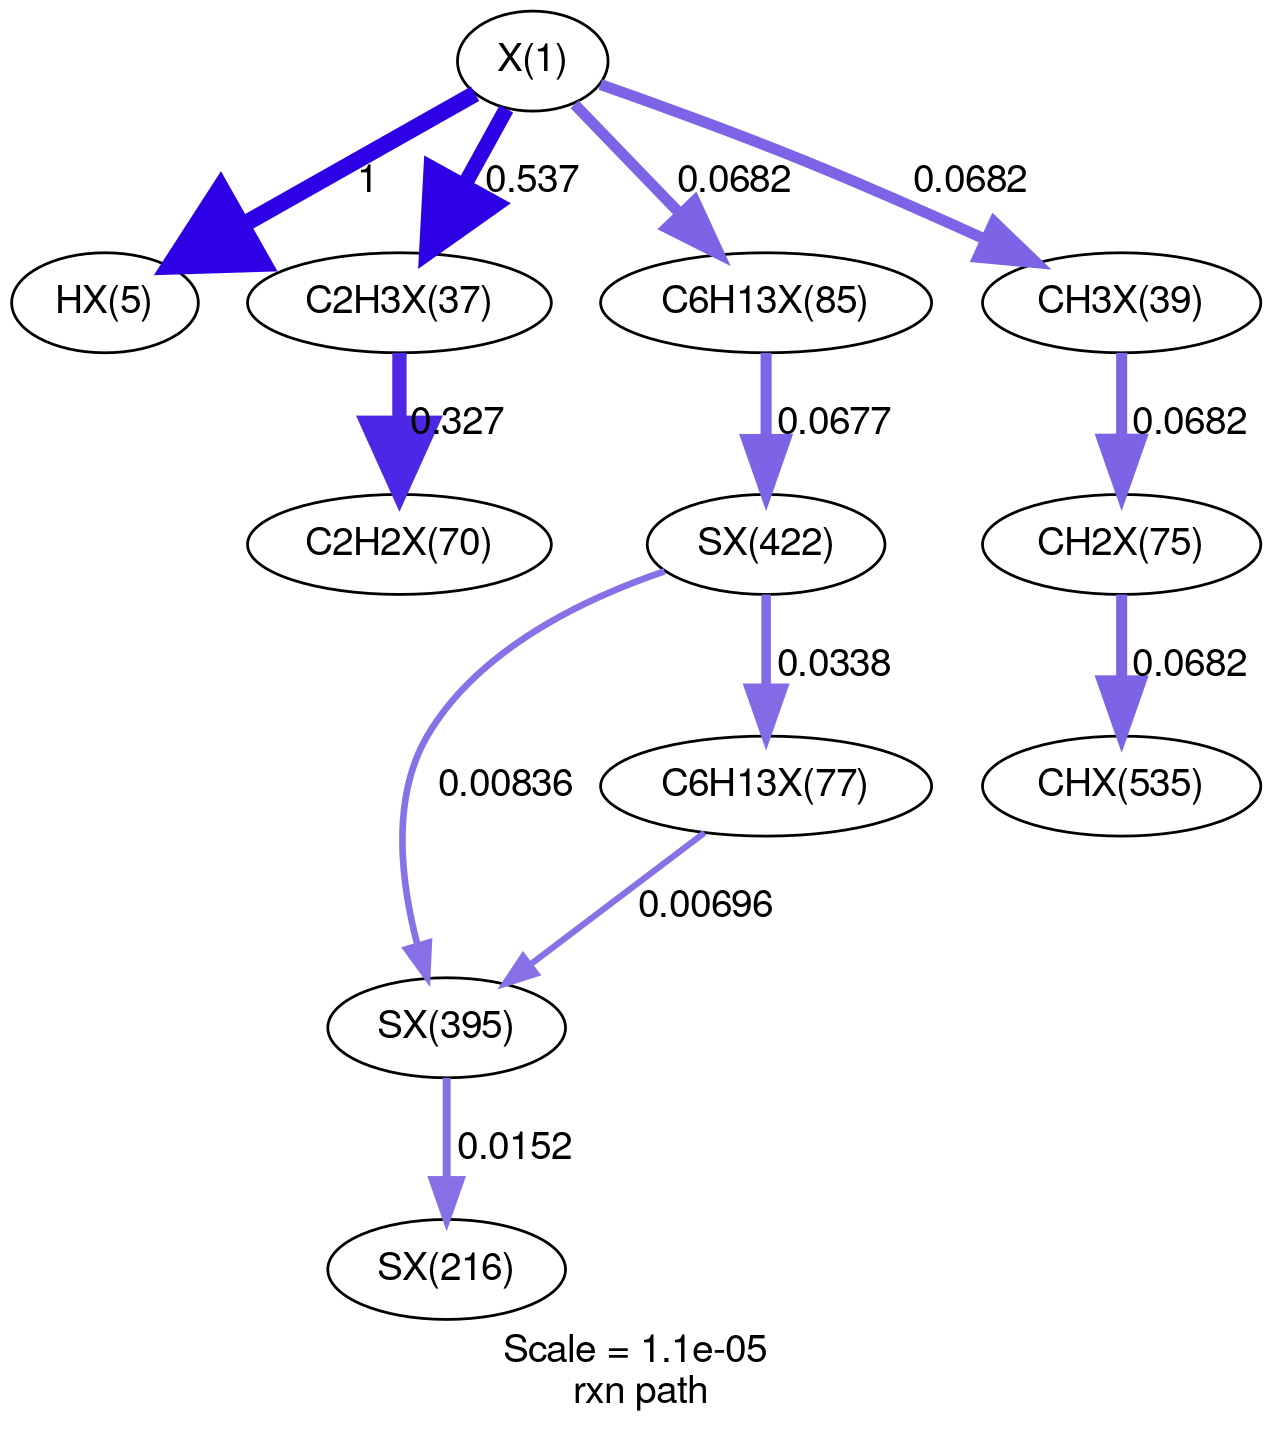 X(1)
1
0.537
0.0682
0.0682
HX(5)
C2H3X(37)
C6H13X(85)
CH3X(39)
0.327
0.0677
0.0682
C2H2X(70)
SX(422)
CH2X(75)
0.0338
0.0682
0.00836
C6H13X(77)
CHX(535)
0.00696
SX(395)
0.0152
SX(216)
Scale = 1.1e-05
rxn path